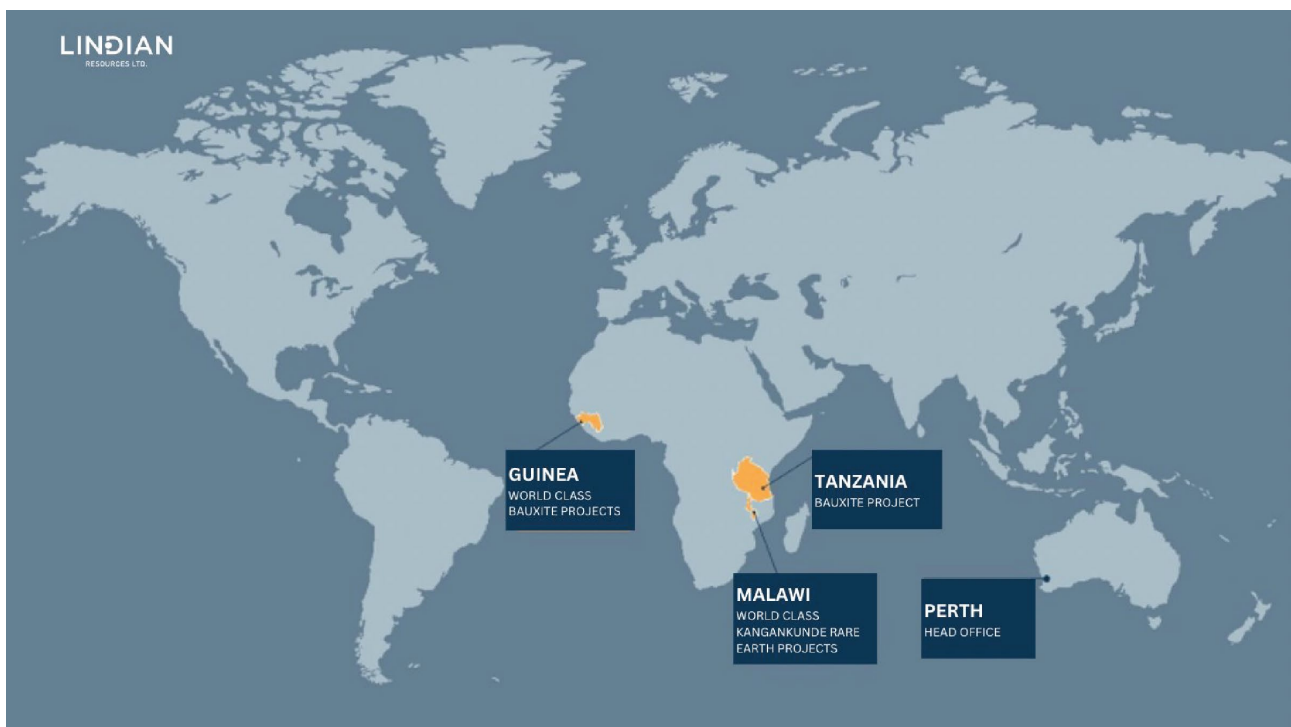 LINDIAN
RESOURCES LTD.
GUINEA
WORLD CLASS
BAUXITE PROJECTS
TANZANIA
BAUXITE PROJECT
MALAWI
WORLD CLASS
KANGANKUNDE RARE
EARTH PROJECTS
PERTH
HEAD OFFICE